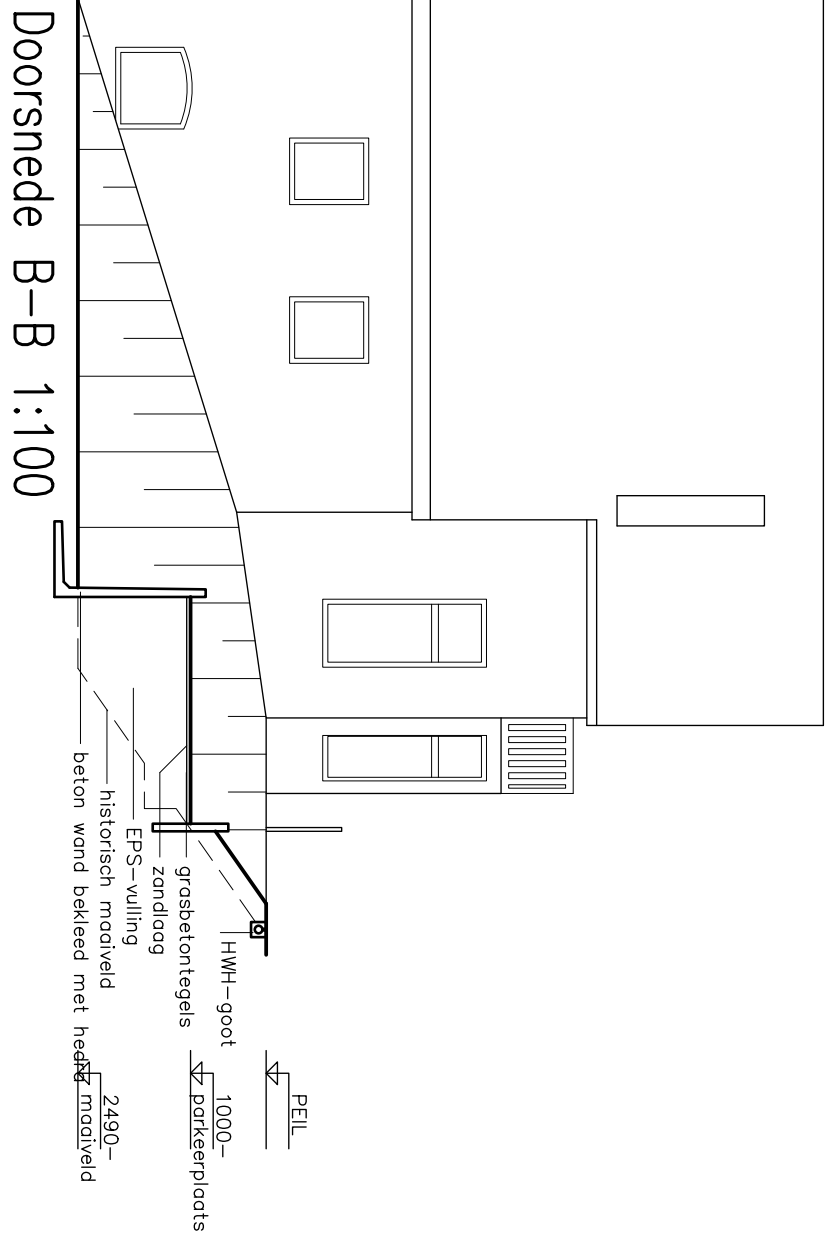 PEIL
1000-
parkeerplaats
2490-
maaiveld
HWH-goot
grasbetontegels
zandlaag
EPS-vulling
historisch maaiveld
beton wand bekleed met hedra
Doorsnede B-B 1:100